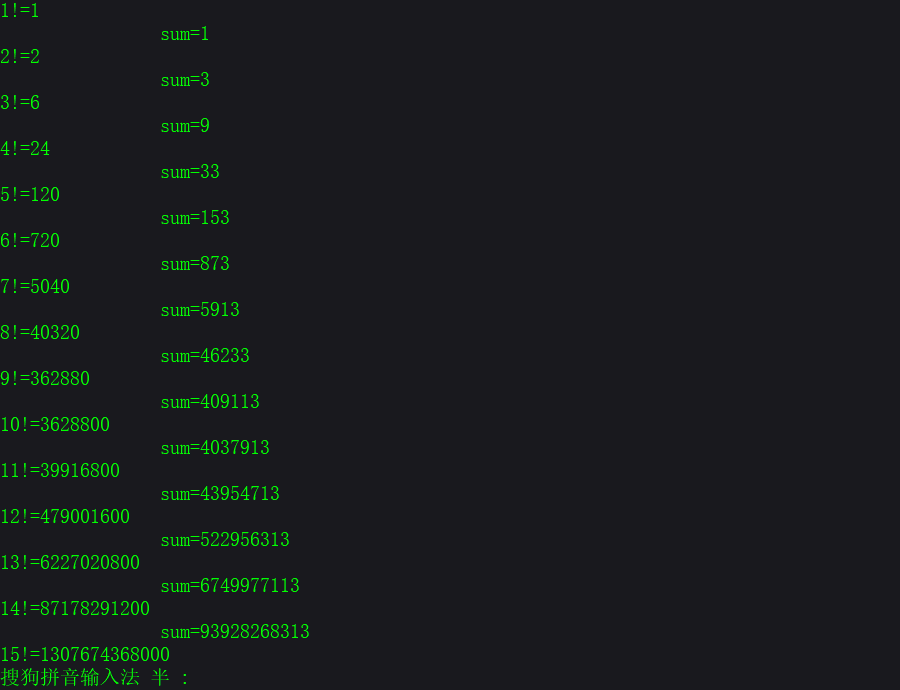 1!=1
sum=1
2!=2
sum=3
3!=6
sum=9
4!=24
sum=33
5!=120
sum=153
6!=720
sum=873
7!=5040
sum=5913
8!=40320
sum=46233
9!=362880
sum=409113
10!=3628800
sum=4037913
11!=39916800
sum=43954713
12!=479001600
sum=522956313
13!=6227020800
sum=6749977113
14!=87178291200
sum=93928268313
15!=1307674368000
搜狗拼音输入法 半 :